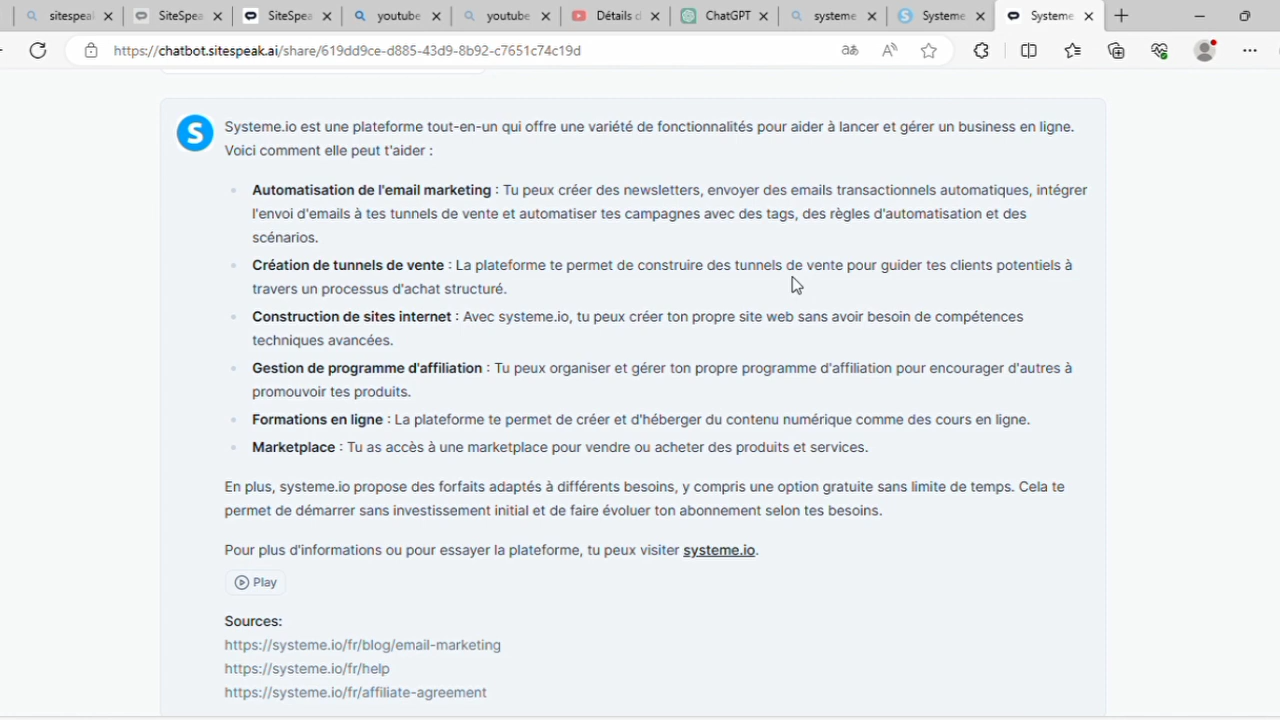 sitespeak
SiteSpea
SiteSpea
youtube
youtube
Détails d
ChatGPT
systeme
Systeme
Systeme
https://chatbot.sitespeak.ai/share/619dd9ce-d885-43d9-8b92-c7651c74c19d
Systeme.io est une plateforme tout-en-un qui offre une variété de fonctionnalités pour aider à lancer et gérer un business en ligne.
Voici comment elle peut t'aider :
Automatisation de l'email marketing : Tu peux créer des newsletters, envoyer des emails transactionnels automatiques, intégrer
l'envoi d'emails à tes tunnels de vente et automatiser tes campagnes avec des tags, des règles d'automatisation et des
scénarios.
Création de tunnels de vente : La plateforme te permet de construire des tunnels de vente pour guider tes clients potentiels à
travers un processus d'achat structuré.
Construction de sites internet : Avec systeme.io, tu peux créer ton propre site web sans avoir besoin de compétences
techniques avancées.
Gestion de programme d'affiliation : Tu peux organiser et gérer ton propre programme d'affiliation pour encourager d'autres à
promouvoir tes produits.
Formations en ligne : La plateforme te permet de créer et d'héberger du contenu numérique comme des cours en ligne.
Marketplace : Tu as accès à une marketplace pour vendre ou acheter des produits et services.
En plus, systeme.io propose des forfaits adaptés à différents besoins, y compris une option gratuite sans limite de temps. Cela te
permet de démarrer sans investissement initial et de faire évoluer ton abonnement selon tes besoins.
Pour plus d'informations ou pour essayer la plateforme, tu peux visiter systeme.io.
Play
Sources:
https://systeme.io/fr/blog/email-marketing
https://systeme.io/fr/help
https://systeme.io/fr/affiliate-agreement